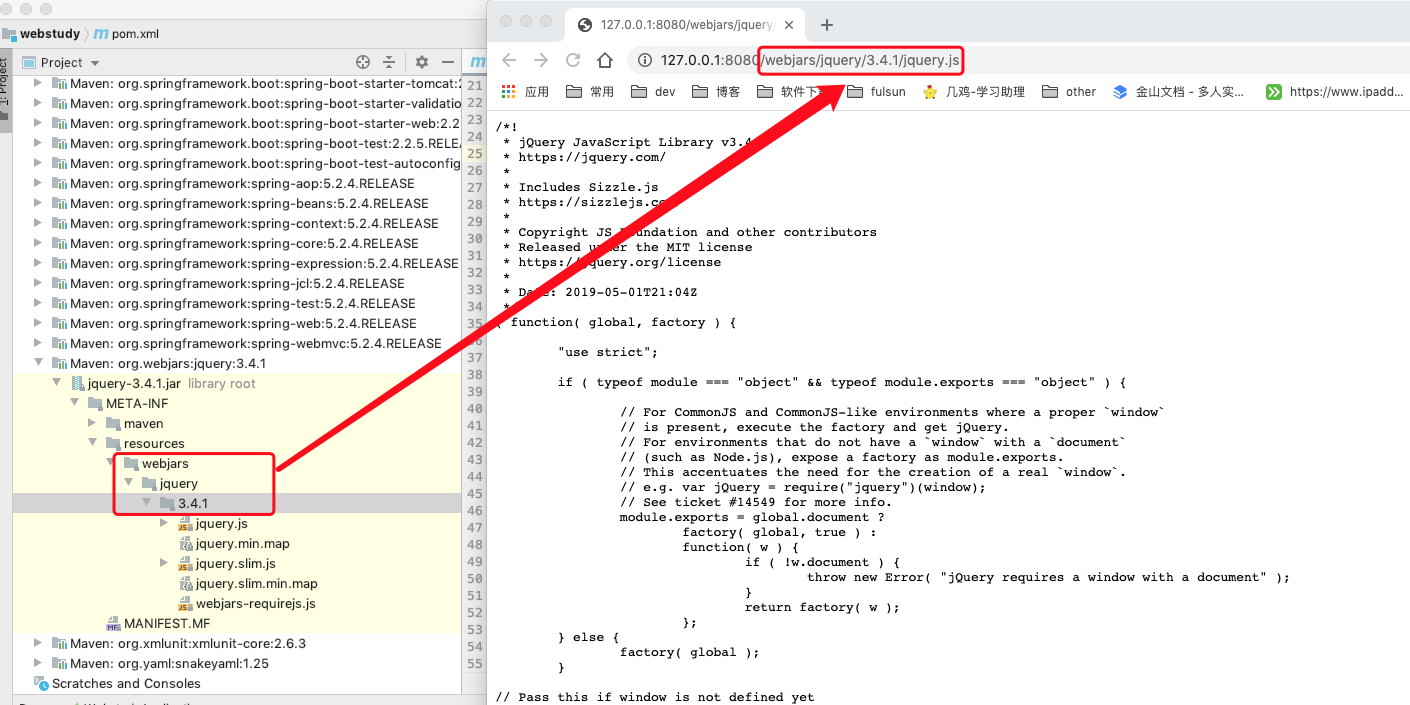 webstudy
pom.xml
1: Project
Project
Maven: org.springframework.boot:spring-boot-starter-tomcat:2
Maven: org.springframework.boot:spring-boot-starter-validatio
Maven: org.springframework.boot:spring-boot-starter-web:2.2
Maven: org.springframework.boot:spring-boot-test:2.2.5.RELEA
Maven: org.springframework.boot:spring-boot-test-autoconfig
Maven: org.springframework:spring-aop:5.2.4.RELEASE
Maven: org.springframework:spring-beans:5.2.4.RELEASE
Maven: org.springframework:spring-context:5.2.4.RELEASE
Maven: org.springframework:spring-core:5.2.4.RELEASE
Maven: org.springframework:spring-expression:5.2.4.RELEASE
Maven: org.springframework:spring-jcl:5.2.4.RELEASE
Maven: org.springframework:spring-test:5.2.4.RELEASE
Maven: org.springframework:spring-web:5.2.4.RELEASE
Maven: org.springframework:spring-webmvc:5.2.4.RELEASE
Maven: org.webjars:jquery:3.4.1
jquery-3.4.1.jar library root
META-INF
maven
resources
webjars
jquery
3.4.1
jquery.js
jquery.min.map
jquery.slim.js
jquery.slim.min.map
webjars-requirejs.js
MANIFEST.MF
Maven: org.xmlunit:xmlunit-core:2.6.3
Maven: org.yaml:snakeyaml:1.25
Scratches and Consoles
21
22
23
24
25
26
27
28
29
30
31
32
33
34
35
36
37
38
39
40
41
42
43
44
45
46
47
48
49
50
51
52
53
54
55
127.0.0.1:8080/webjars/jquery/
127.0.0.1:8080/webjars/jquery/3.4.1/jquery.js
应用 常用 dev 博客 软件下 fulsun 几鸡-学习助理 other 金山文档 - 多人实... https://www.ipadd...
/*!
* jQuery JavaScript Library v3.4
* https://jquery.com/
*
* Includes Sizzle.js
* https://sizzlejs.co
*
* Copyright JS Foundation and other contributors
* Released under the MIT license
* https://jquery.org/license
*
* Date: 2019-05-01T21:04Z
*
( function( global, factory ) {
"use strict";
if ( typeof module === "object" && typeof module.exports === "object" ) {
// For CommonJS and CommonJS-like environments where a proper `window`
// is present, execute the factory and get jQuery.
// For environments that do not have a `window` with a `document`
// (such as Node.js), expose a factory as module.exports.
// This accentuates the need for the creation of a real `window`.
// e.g. var jQuery = require("jquery")(window);
// See ticket #14549 for more info.
module.exports = global.document ?
factory( global, true ) :
function( w ) {
if ( !w.document ) {
throw new Error( "jQuery requires a window with a document" );
}
return factory( w );
};
} else {
factory( global );
}
// Pass this if window is not defined yet